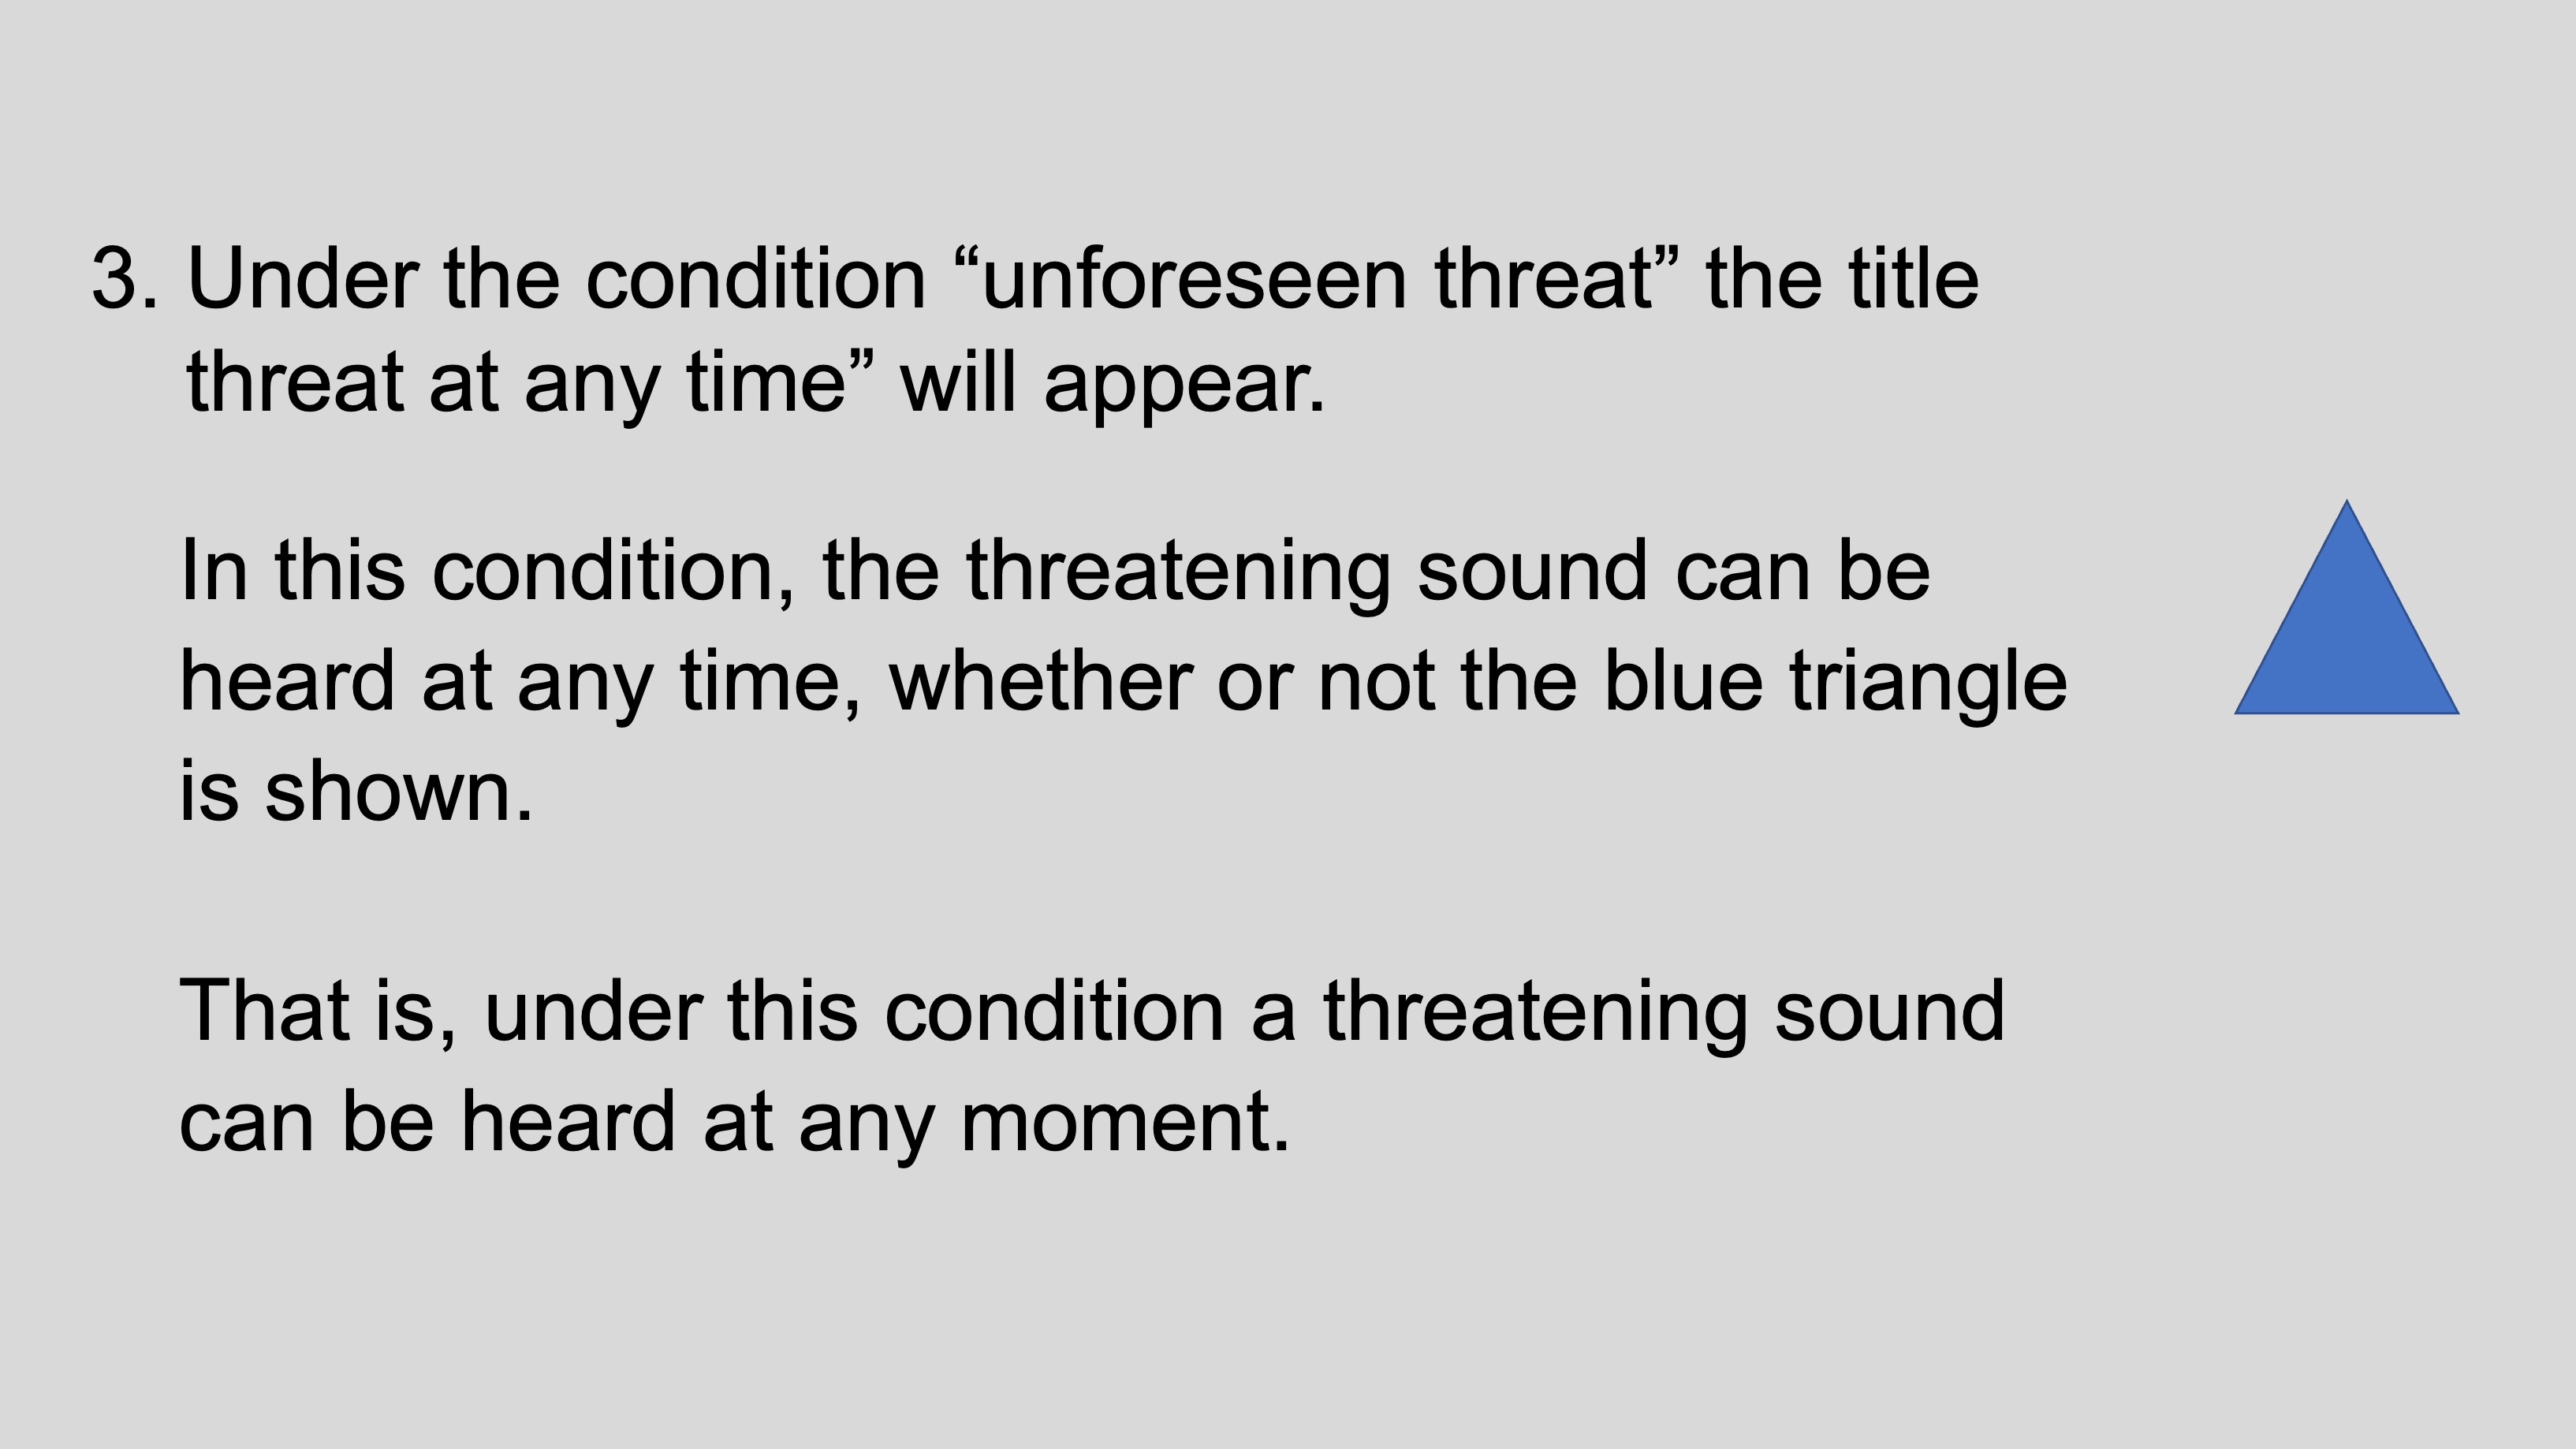 3. Under the condition “unforeseen threat” the title
threat at any time” will appear.
In this condition, the threatening sound can be
heard at any time, whether or not the blue triangle
is shown.
That is, under this condition a threatening sound
can be heard at any moment.